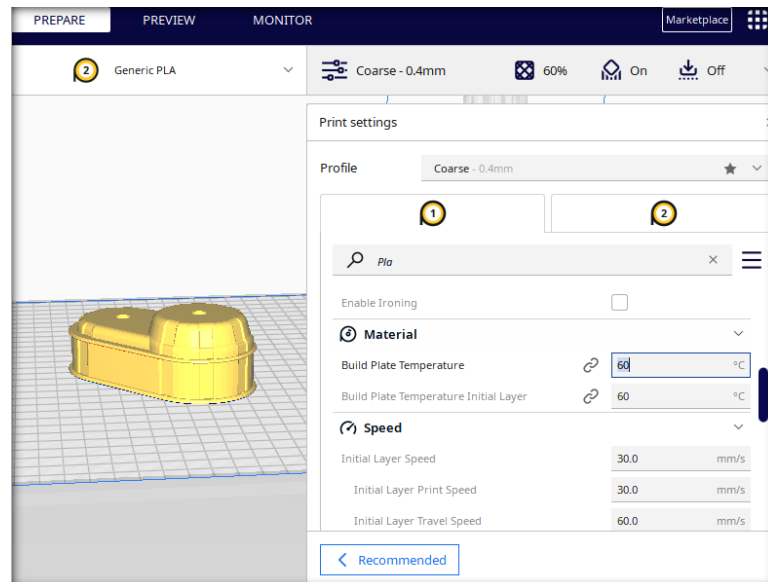 PREPARE PREVIEW MONITOR Marketplace
2 Generic PLA Coarse - 0.4mm 60% On Off
Print settings
Profile Coarse - 0.4mm
1 2
Pla
Enable Ironing
Material
Build Plate Temperature 60 °C
Build Plate Temperature Initial Layer 60 °C
Speed
Initial Layer Speed 30.0 mm/s
Initial Layer Print Speed 30.0 mm/s
Initial Layer Travel Speed 60.0 mm/s
Recommended